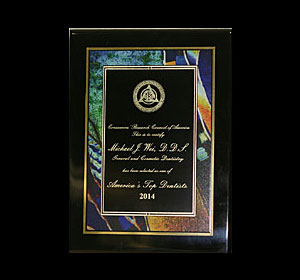 Consumers' Research Council of America
This is to certify
Michael J. Wei, D.D.S.
General and Cosmetic Dentistry
has been selected as one of
America's Top Dentists
2014